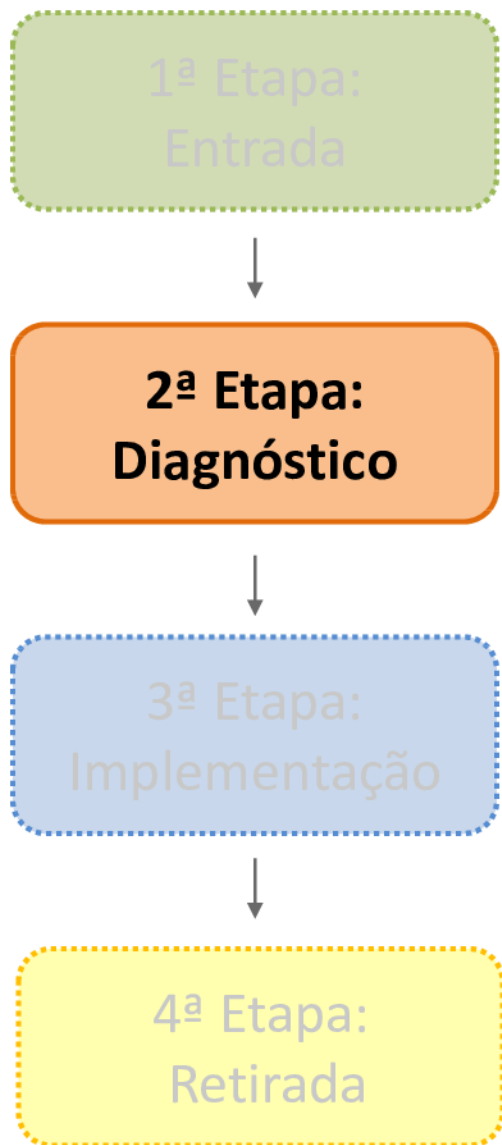 1ª Etapa:
Entrada
2ª Etapa:
Diagnóstico
3ª Etapa:
Implementação
4ª Etapa:
Retirada